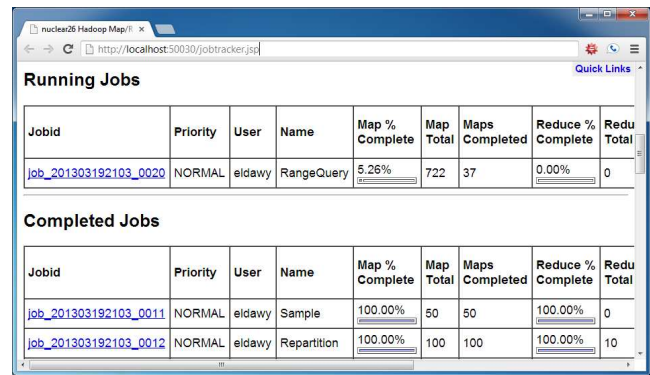 nuclear26 Hadoop Map/R
http://localhost:50030/jobtracker.jsp
Quick Links
Running Jobs
Jobid Priority User Name Map % Complete Map Total Maps Completed Reduce % Complete Redu Total
job_201303192103_0020 NORMAL eldawy RangeQuery 5.26% 722 37 0.00% 0
Completed Jobs
Jobid Priority User Name Map % Complete Map Total Maps Completed Reduce % Complete Redu Total
job_201303192103_0011 NORMAL eldawy Sample 100.00% 50 50 100.00% 0
job_201303192103_0012 NORMAL eldawy Repartition 100.00% 100 100 100.00% 10